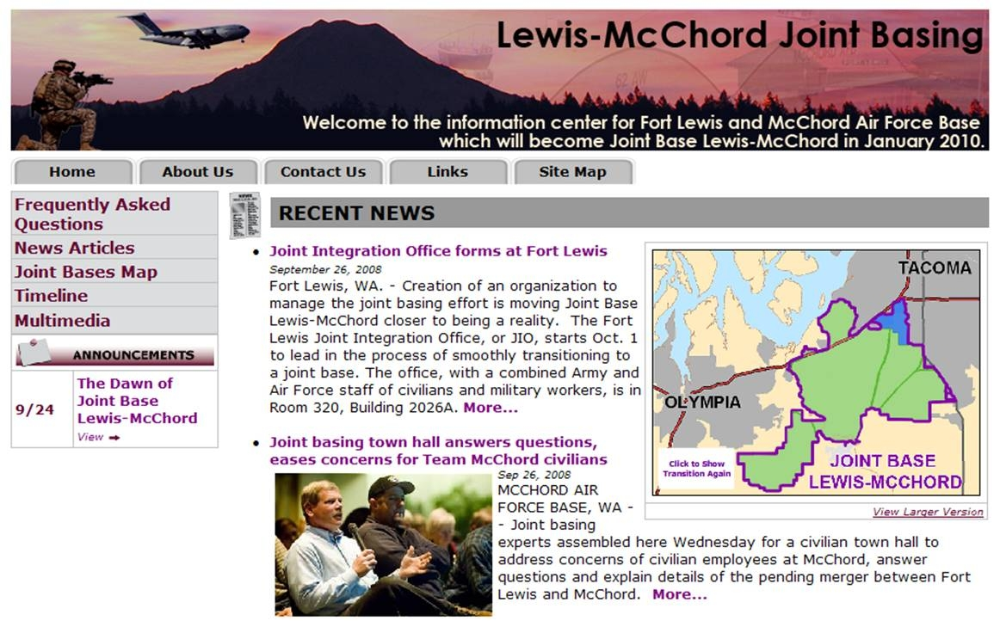 Lewis-McChord Joint Basing
62 AW
Welcome to the information center for Fort Lewis and McChord Air Force Base
which will become Joint Base Lewis-McChord in January 2010.
Home
About Us
Contact Us
Links
Site Map
Frequently Asked
Questions
News Articles
Joint Bases Map
Timeline
Multimedia
ANNOUNCEMENTS
9/24
The Dawn of
Joint Base
Lewis-McChord
View
NEWS
RECENT NEWS
Joint Integration Office forms at Fort Lewis
September 26, 2008
Fort Lewis, WA. - Creation of an organization to
manage the joint basing effort is moving Joint Base
Lewis-McChord closer to being a reality. The Fort
Lewis Joint Integration Office, or JIO, starts Oct. 1
to lead in the process of smoothly transitioning to
a joint base. The office, with a combined Army and
Air Force staff of civilians and military workers, is in
Room 320, Building 2026A. More...
TACOMA
OLYMPIA
Click to Show
Transition Again
JOINT BASE
LEWIS-MCCHORD
View Larger Version
Joint basing town hall answers questions,
eases concerns for Team McChord civilians
Sep 26, 2008
MCCHORD AIR
FORCE BASE, WA -
- Joint basing
experts assembled here Wednesday for a civilian town hall to
address concerns of civilian employees at McChord, answer
questions and explain details of the pending merger between Fort
Lewis and McChord. More...